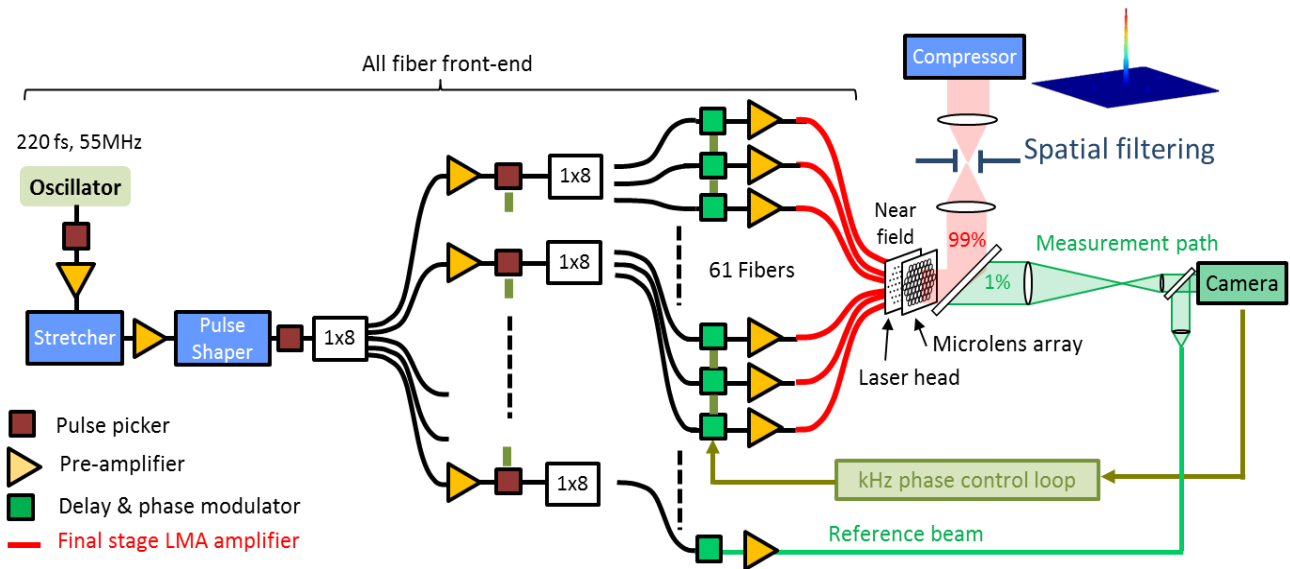 All fiber front-end
220 fs, 55MHz
Oscillator
Stretcher
Pulse
Shaper
1x8
1x8
1x8
1x8
61 Fibers
Near
field
Laser head
Microlens array
99%
1%
Compressor
Spatial filtering
Measurement path
Camera
kHz phase control loop
Reference beam
Pulse picker
Pre-amplifier
Delay & phase modulator
Final stage LMA amplifier